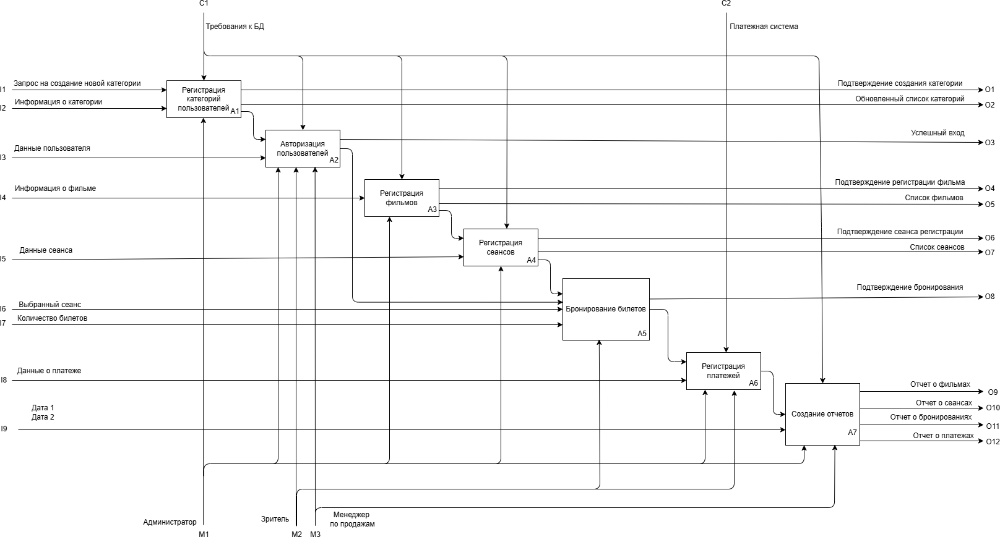 C1
C2
Требования к БД
Платежная система
I1
Запрос на создание новой категории
I2
Информация о категории
Регистрация
категорий
пользователей
A1
Подтверждение создания категории
O1
Обновленный список категорий
O2
I3
Данные пользователя
Авторизация
пользователей
A2
Успешный вход
O3
I4
Информация о фильме
Регистрация
фильмов
A3
Подтверждение регистрации фильма
O4
Список фильмов
O5
I5
Данные сеанса
Регистрация
сеансов
A4
Подтверждение сеанса регистрации
O6
Список сеансов
O7
I6
Выбранный сеанс
I7
Количество билетов
Бронирование билетов
A5
Подтверждение бронирования
O8
I8
Данные о платеже
Регистрация
платежей
A6
I9
Дата 1
Дата 2
Создание отчетов
A7
Отчет о фильмах
O9
Отчет о сеансах
O10
Отчет о бронированиях
O11
Отчет о платежах
O12
Администратор
M1
Зритель
M2
Менеджер
по продажам
M3